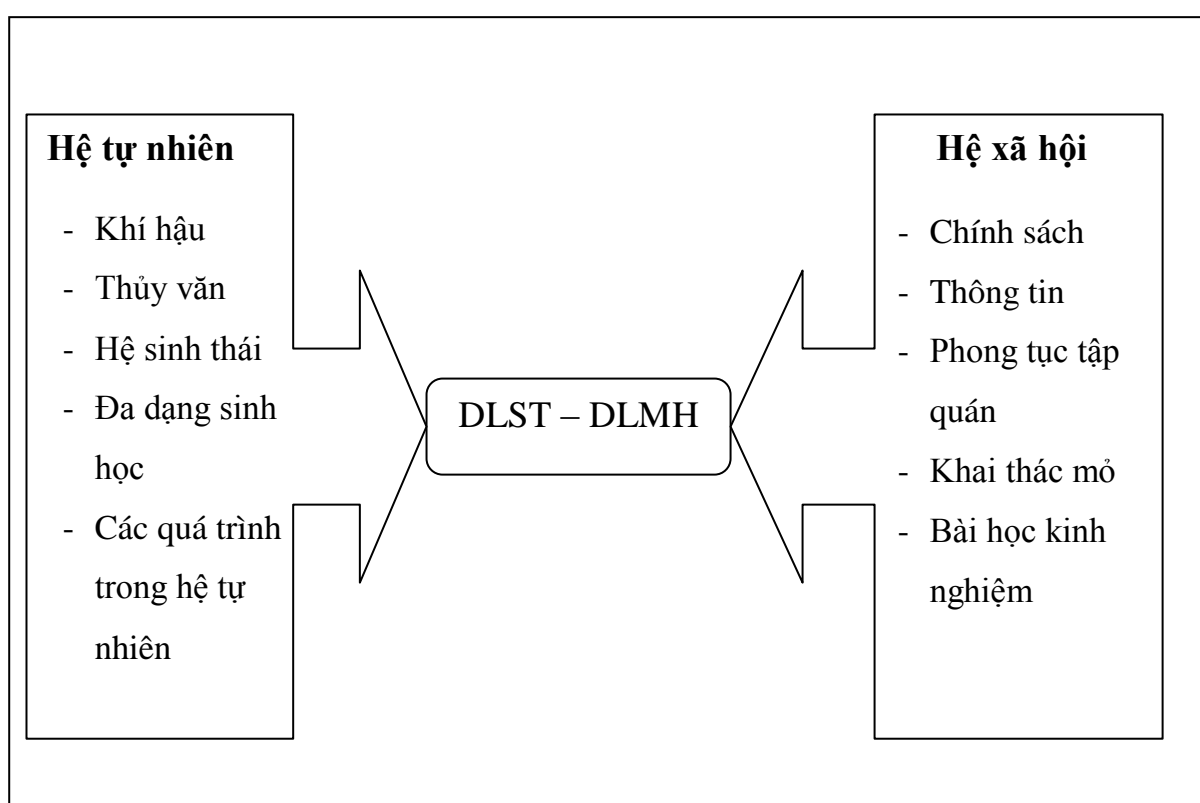 Hệ tự nhiên
- Khí hậu
- Thủy văn
- Hệ sinh thái
- Đa dạng sinh
học
- Các quá trình
trong hệ tự
nhiên
DLST – DLMH
Hệ xã hội
- Chính sách
- Thông tin
- Phong tục tập
quán
- Khai thác mỏ
- Bài học kinh
nghiệm